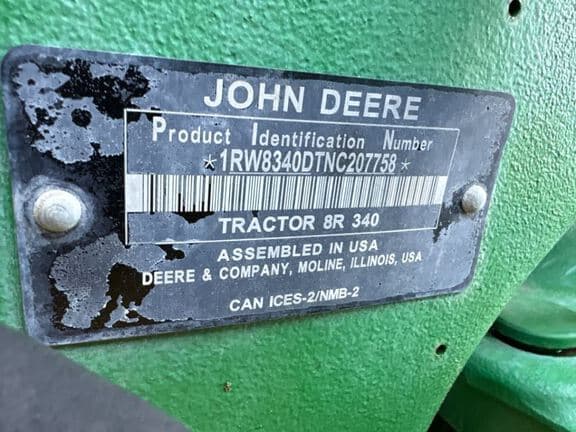 JOHN DEERE
Product Identification Number
*1RW8340DTNC207758*
TRACTOR 8R 340
ASSEMBLED IN USA
DEERE & COMPANY, MOLINE, ILLINOIS, USA
CAN ICES-2/NMB-2